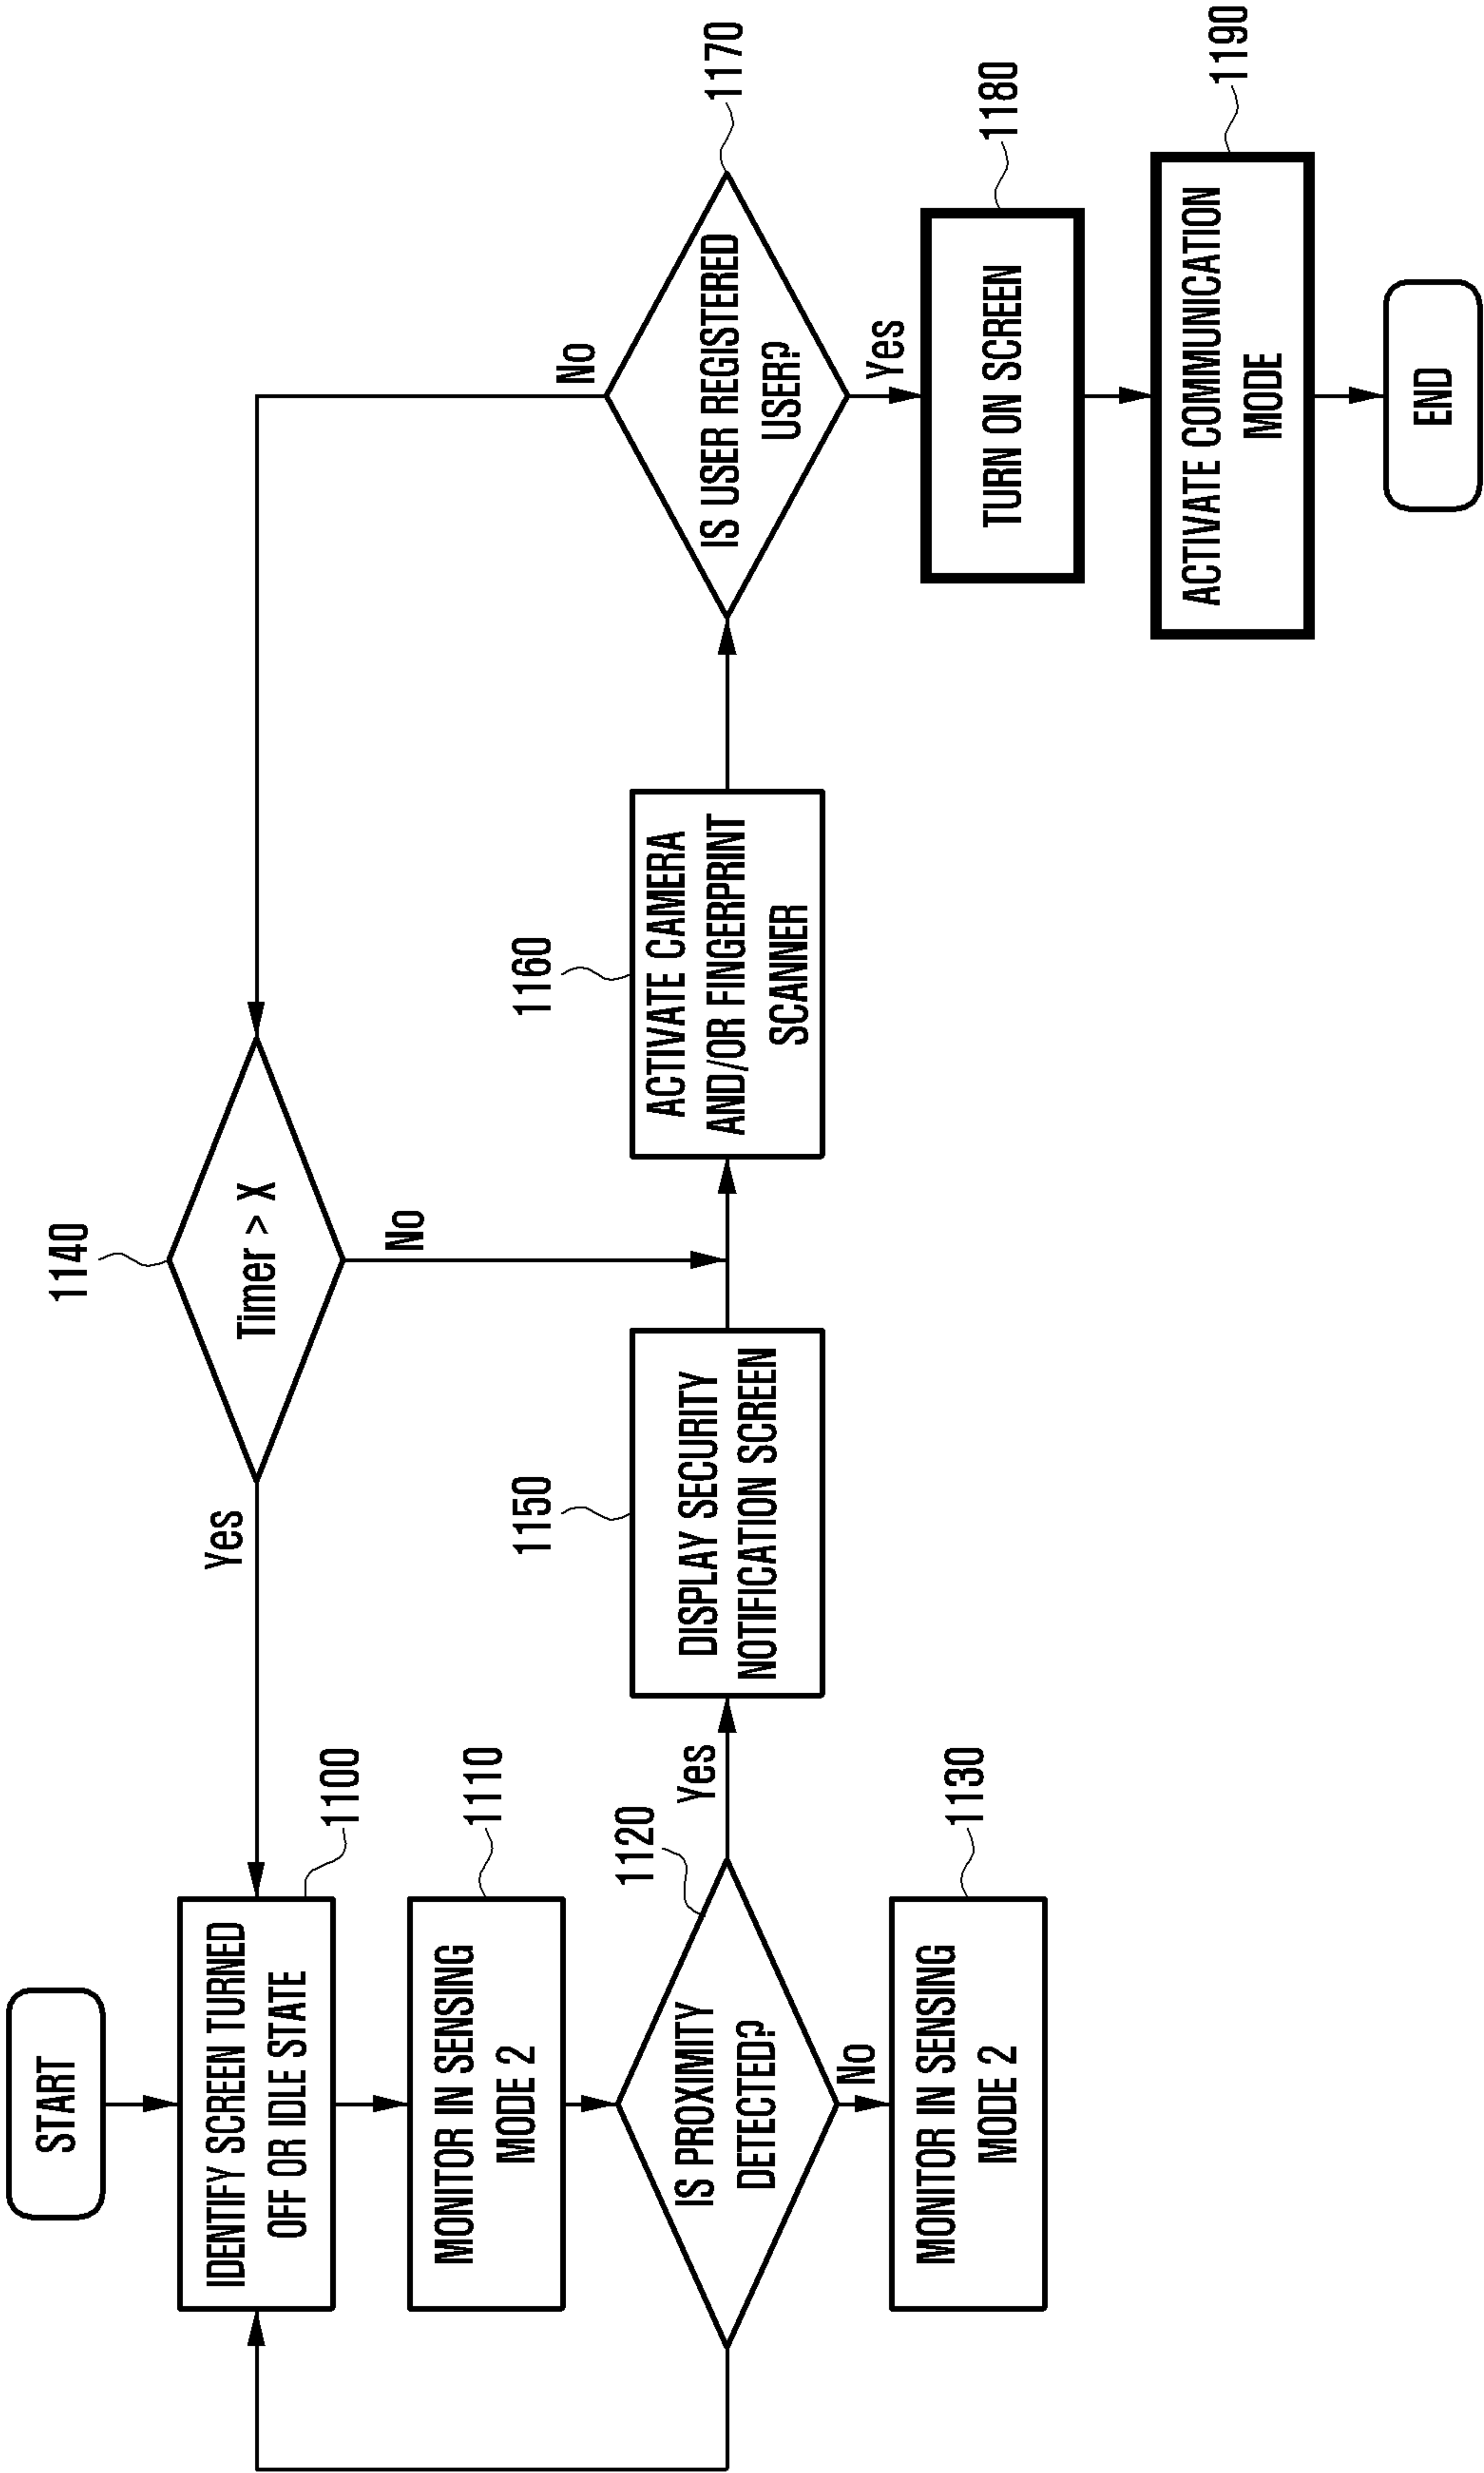 START
IDENTIFY SCREEN TURNED
OFF OR IDLE STATE
1100
MONITOR IN SENSING
MODE 2
1110
IS PROXIMITY
DETECTED?
1120
Yes
No
MONITOR IN SENSING
MODE 2
1130
Timer > X
1140
Yes
No
DISPLAY SECURITY
NOTIFICATION SCREEN
1150
ACTIVATE CAMERA
AND/OR FINGERPRINT
SCANNER
1160
IS USER REGISTERED
USER?
1170
No
Yes
TURN ON SCREEN
1180
ACTIVATE COMMUNICATION
MODE
1190
END